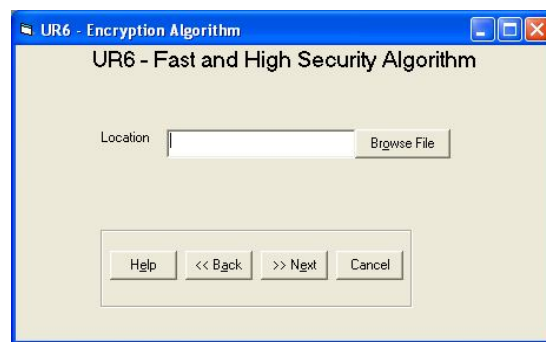 UR6 - Encryption Algorithm
UR6 - Fast and High Security Algorithm
Location Browse File
Help << Back >> Next Cancel